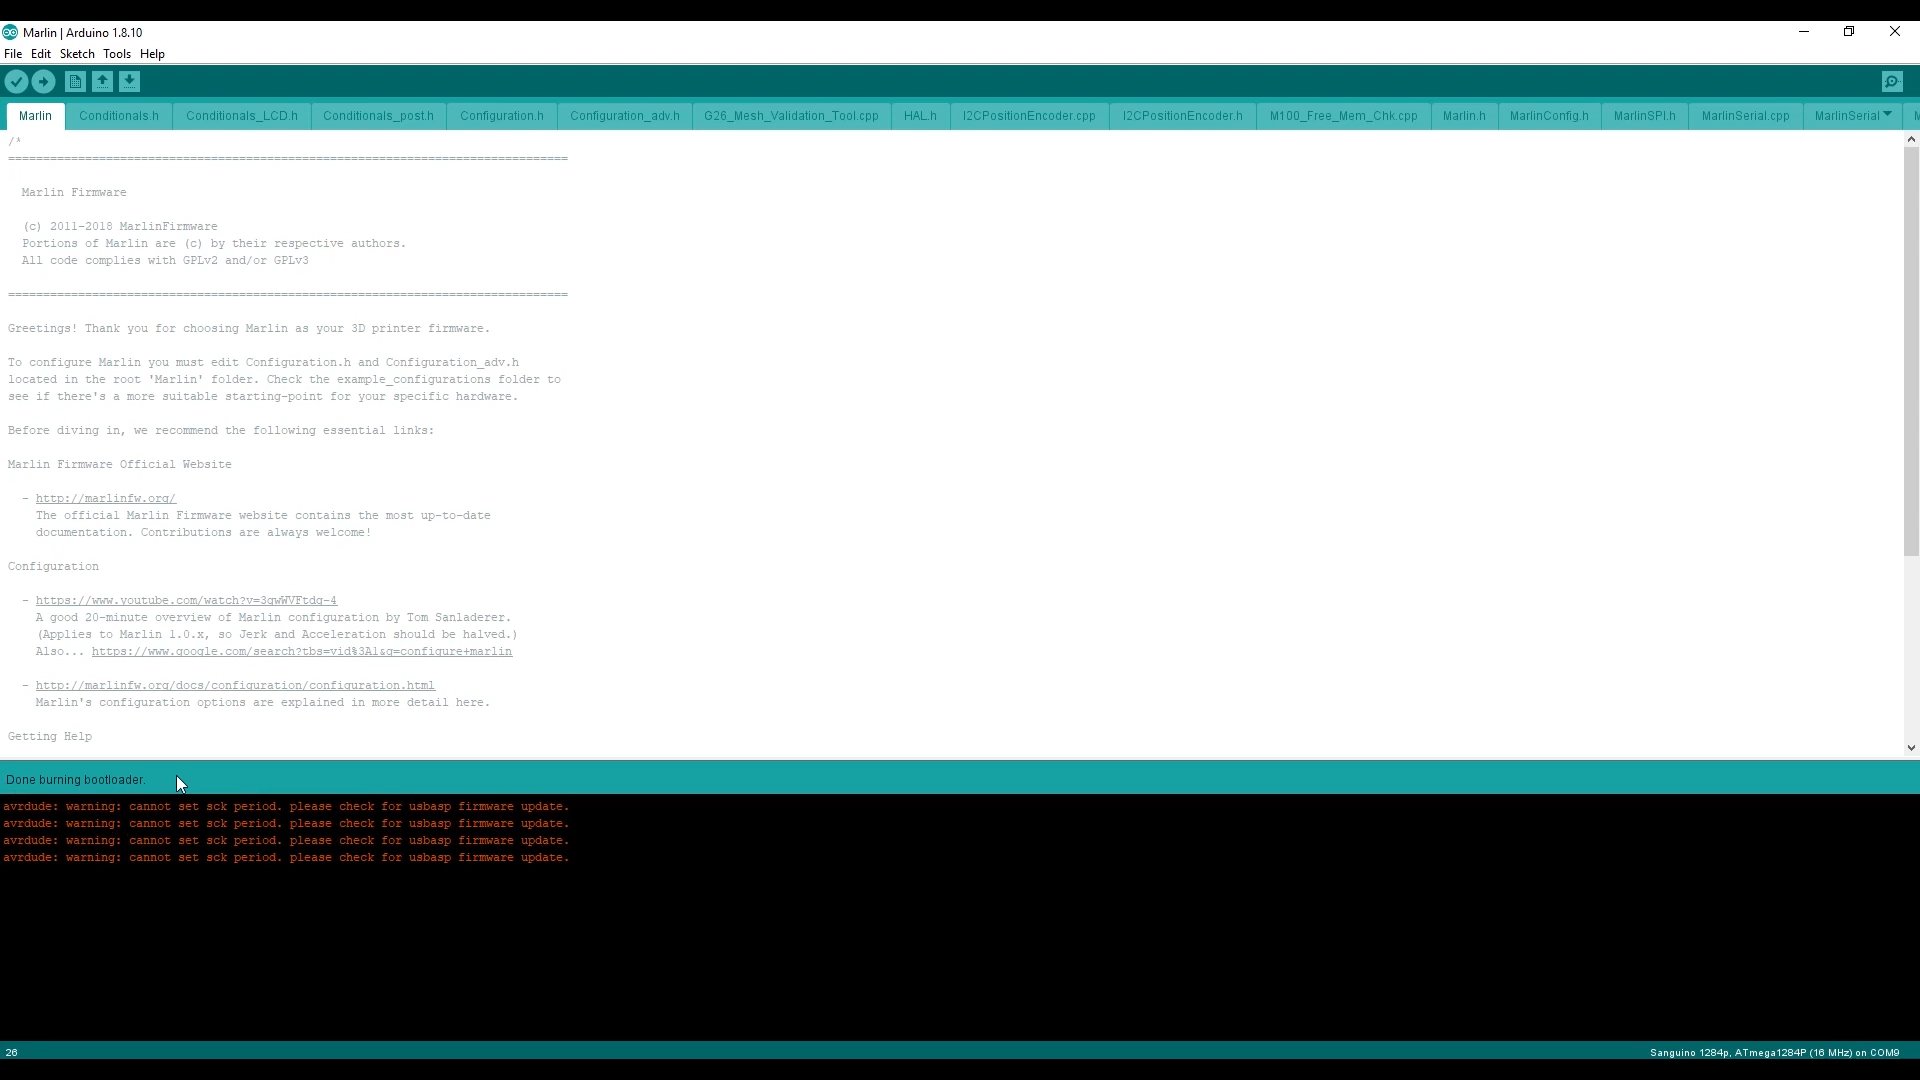 Marlin | Arduino 1.8.10
File Edit Sketch Tools Help
Marlin Conditionals.h Conditionals_LCD.h Conditionals_post.h Configuration.h Configuration_adv.h G26_Mesh_Validation_Tool.cpp HAL.h I2CPositionEncoder.cpp I2CPositionEncoder.h M100_Free_Mem_Chk.cpp Marlin.h MarlinConfig.h MarlinSPI.h MarlinSerial.cpp MarlinSerial
/*
================================================================================
Marlin Firmware
(c) 2011-2018 MarlinFirmware
Portions of Marlin are (c) by their respective authors.
All code complies with GPLv2 and/or GPLv3
================================================================================
Greetings! Thank you for choosing Marlin as your 3D printer firmware.
To configure Marlin you must edit Configuration.h and Configuration_adv.h
located in the root 'Marlin' folder. Check the example_configurations folder to
see if there's a more suitable starting-point for your specific hardware.
Before diving in, we recommend the following essential links:
Marlin Firmware Official Website
- http://marlinfw.org/
The official Marlin Firmware website contains the most up-to-date
documentation. Contributions are always welcome!
Configuration
- https://www.youtube.com/watch?v=3gwWVFtdg-4
A good 20-minute overview of Marlin configuration by Tom Sanladerer.
(Applies to Marlin 1.0.x, so Jerk and Acceleration should be halved.)
Also... https://www.google.com/search?tbs=vid%3A1&q=configure+marlin
- http://marlinfw.org/docs/configuration/configuration.html
Marlin's configuration options are explained in more detail here.
Getting Help
Done burning bootloader.
avrdude: warning: cannot set sck period. please check for usbasp firmware update.
avrdude: warning: cannot set sck period. please check for usbasp firmware update.
avrdude: warning: cannot set sck period. please check for usbasp firmware update.
avrdude: warning: cannot set sck period. please check for usbasp firmware update.
26
Sanguino 1284p, ATmega1284P (16 MHz) on COM9